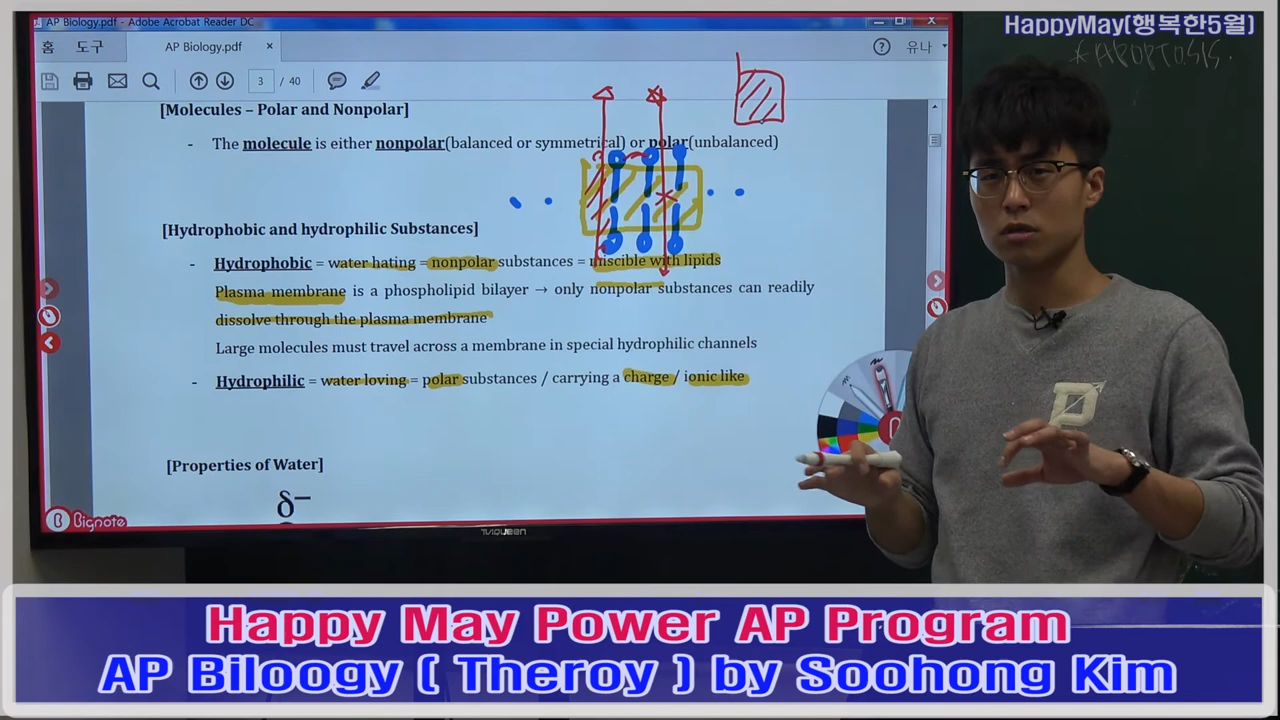 AP Biology.pdf - Adobe Acrobat Reader DC
HappyMay(행복한5월)
*APOPTOSIS.
홈 도구 AP Biology.pdf × ? 유나
3 / 40
[Molecules – Polar and Nonpolar]
- The molecule is either nonpolar(balanced or symmetrical) or polar(unbalanced)
[Hydrophobic and hydrophilic Substances]
- Hydrophobic = water hating = nonpolar substances = miscible with lipids
Plasma membrane is a phospholipid bilayer → only nonpolar substances can readily
dissolve through the plasma membrane
Large molecules must travel across a membrane in special hydrophilic channels
- Hydrophilic = water loving = polar substances / carrying a charge / ionic like
[Properties of Water]
δ−
Bignote
P
Happy May Power AP Program
AP Biloogy ( Theroy ) by Soohong Kim